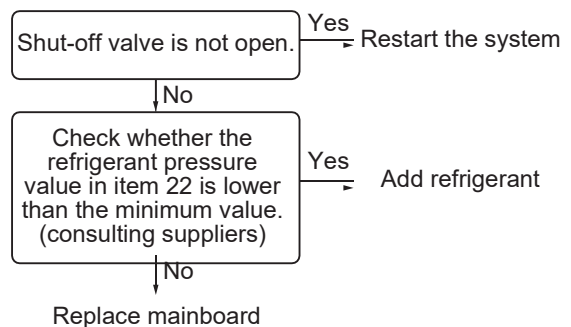 Shut-off valve is not open.
Yes
Restart the system
No
Check whether the
refrigerant pressure
value in item 22 is lower
than the minimum value.
(consulting suppliers)
Yes
Add refrigerant
No
Replace mainboard